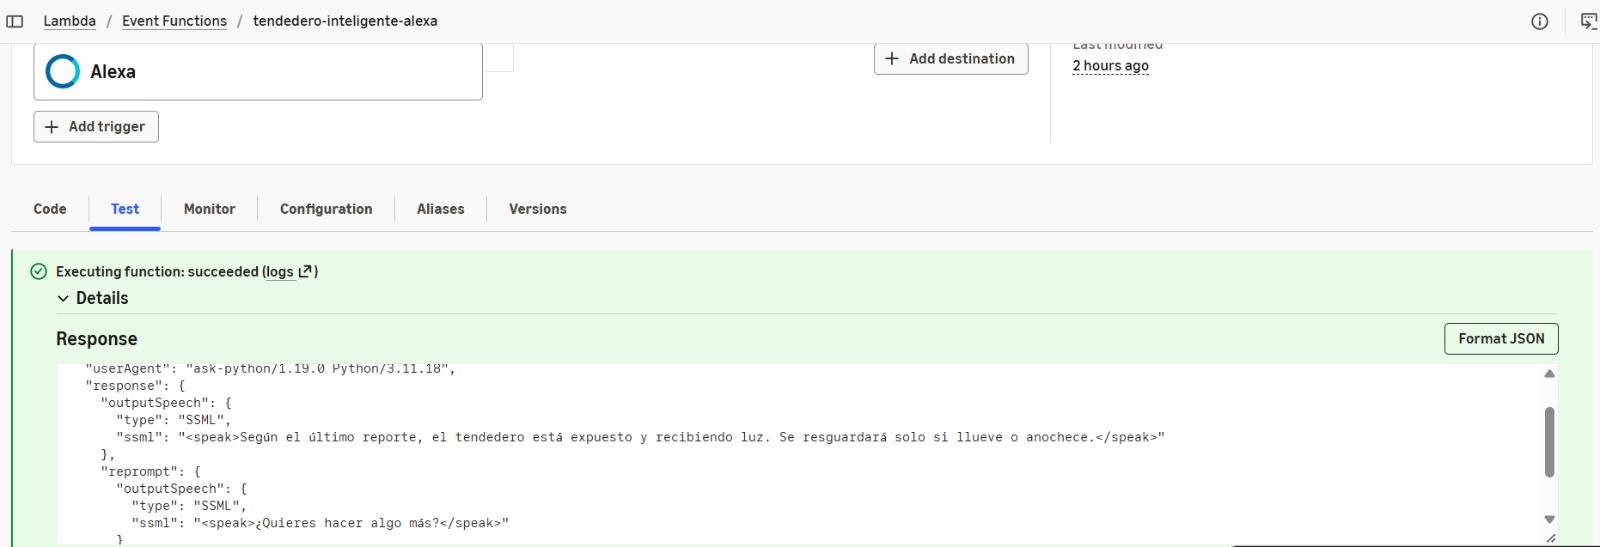 Lambda / Event Functions / tendedero-inteligente-alexa
Alexa
+ Add destination
Last modified
2 hours ago
+ Add trigger
Code
Test
Monitor
Configuration
Aliases
Versions
Executing function: succeeded (logs)
Details
Response
Format JSON
"userAgent": "ask-python/1.19.0 Python/3.11.18",
"response": {
"outputSpeech": {
"type": "SSML",
"ssml": "<speak>Según el último reporte, el tendedero está expuesto y recibiendo luz. Se resguardará solo si llueve o anochece.</speak>"
},
"reprompt": {
"outputSpeech": {
"type": "SSML",
"ssml": "<speak>¿Quieres hacer algo más?</speak>"
}